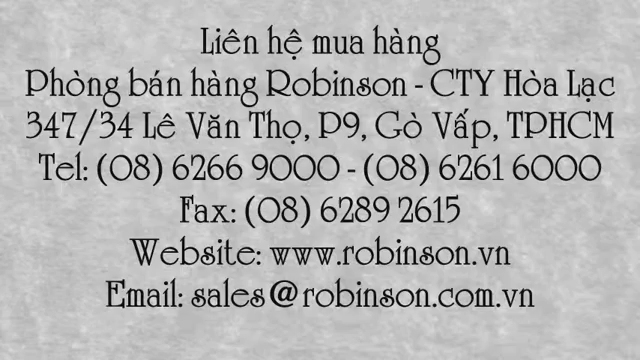 Liên hệ mua hàng
Phòng bán hàng Robinson - CTY Hòa Lạc
347/34 Lê Văn Thọ, P9, Gò Vấp, TPHCM
Tel: (08) 6266 9000 - (08) 6261 6000
Fax: (08) 6289 2615
Website: www.robinson.vn
Email: sales@robinson.com.vn